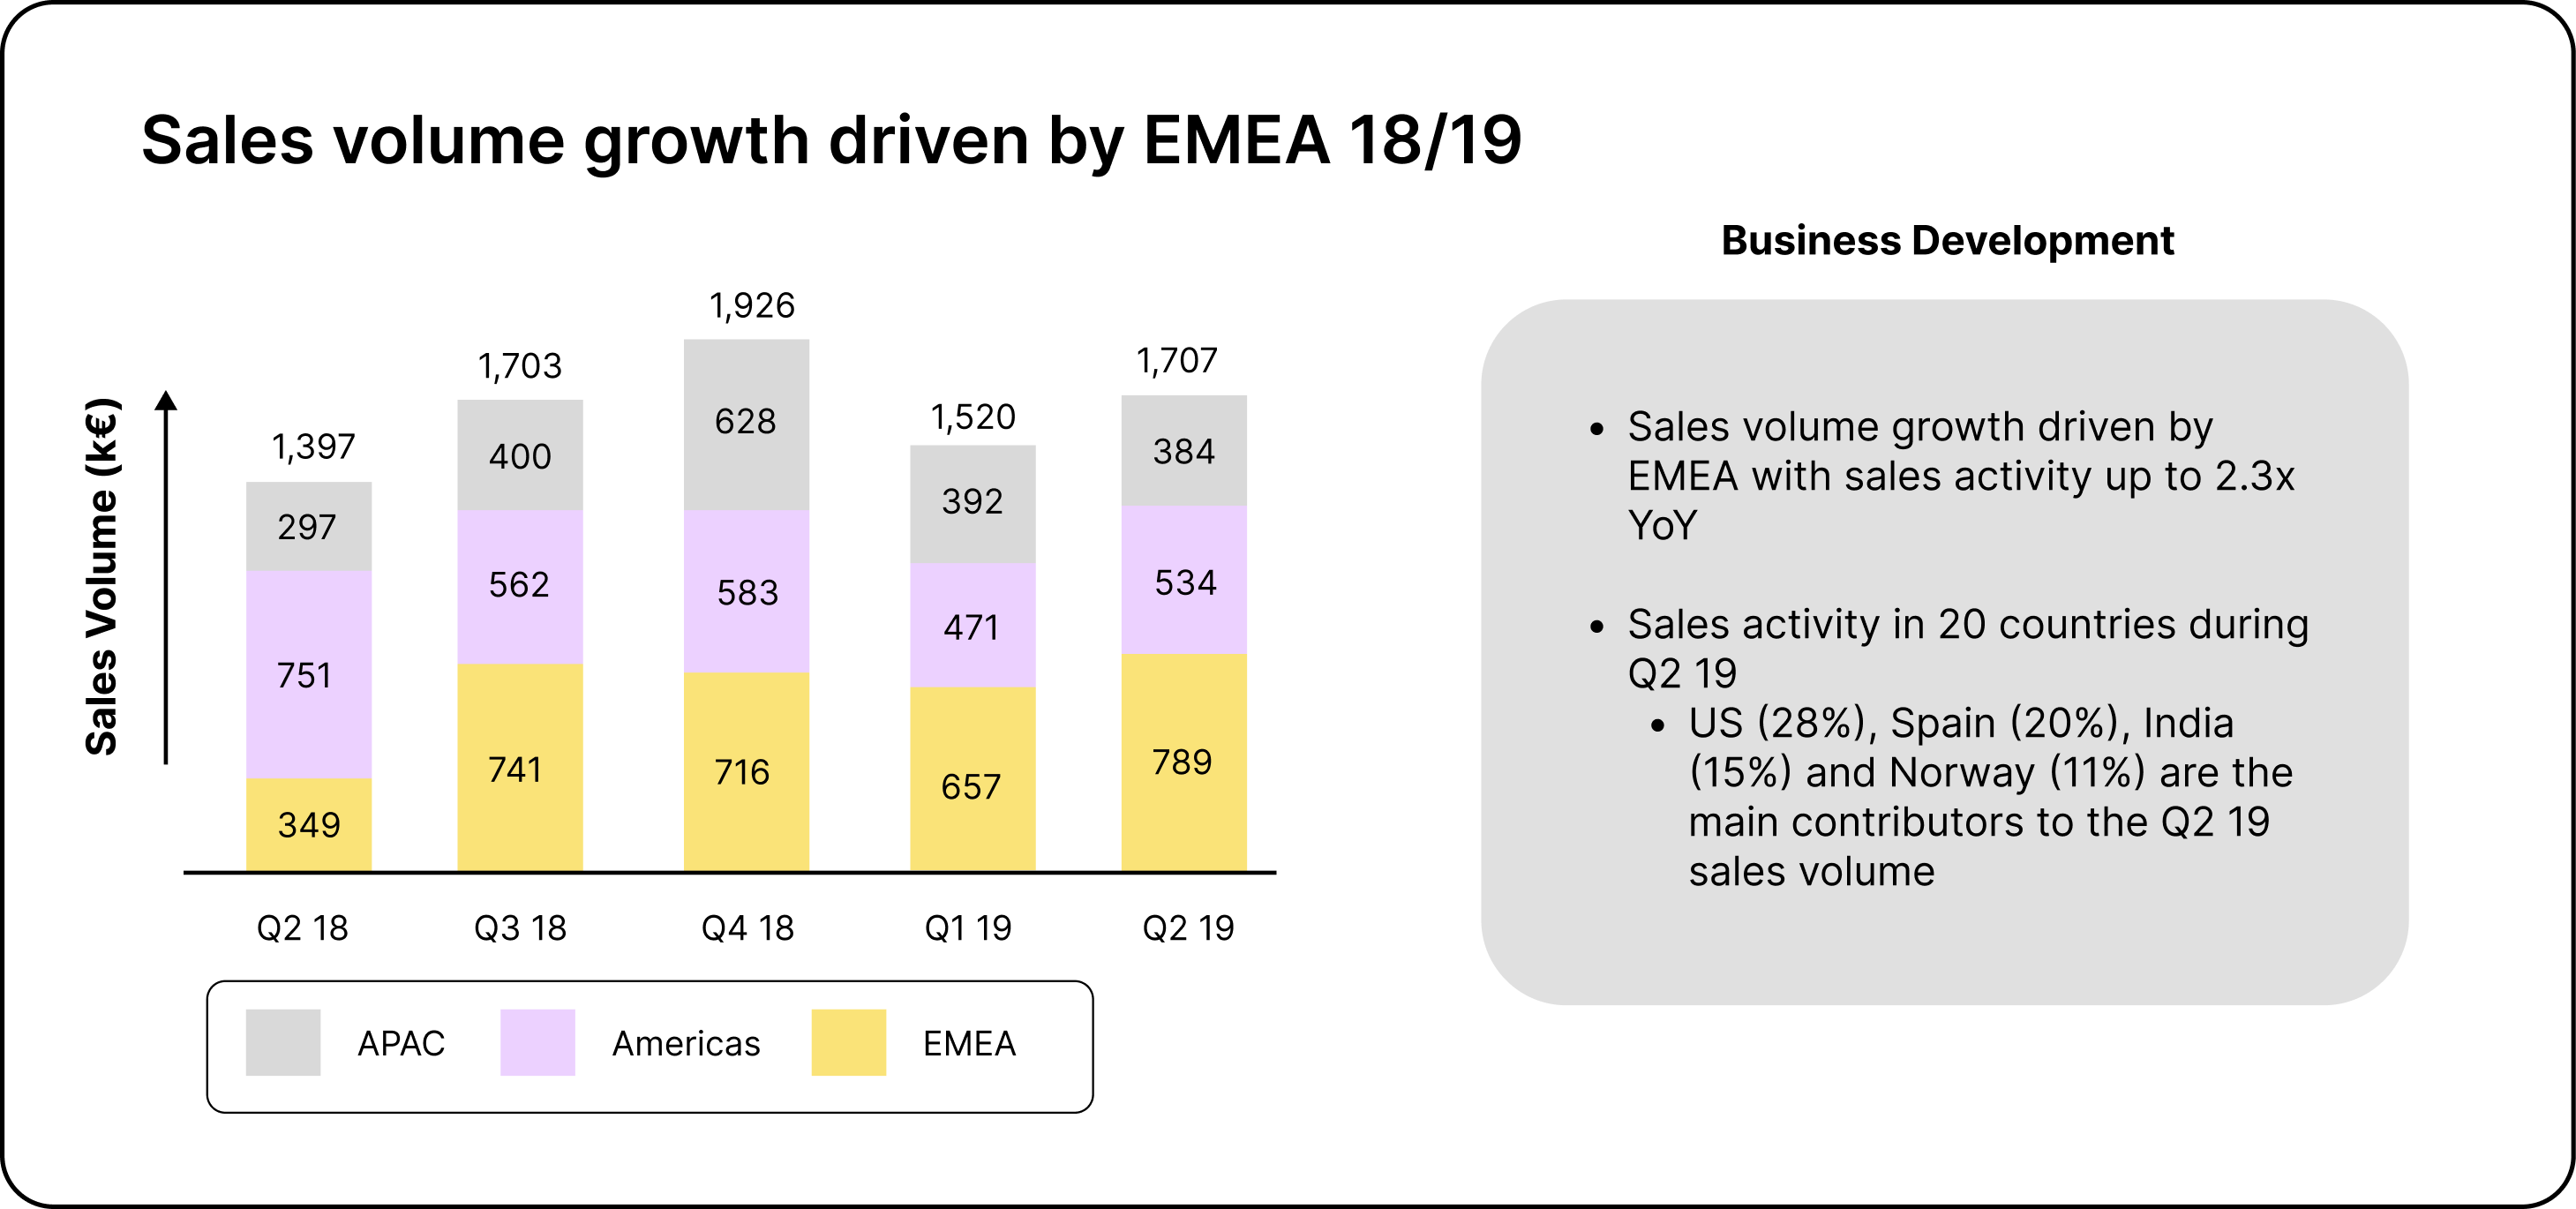 Sales volume growth driven by EMEA 18/19
Sales Volume (k€)
1,397
297
751
349
1,703
400
562
741
1,926
628
583
716
1,520
392
471
657
1,707
384
534
789
Q2 18
Q3 18
Q4 18
Q1 19
Q2 19
APAC
Americas
EMEA
Business Development
• Sales volume growth driven by
EMEA with sales activity up to 2.3x
YoY
• Sales activity in 20 countries during
Q2 19
• US (28%), Spain (20%), India
(15%) and Norway (11%) are the
main contributors to the Q2 19
sales volume